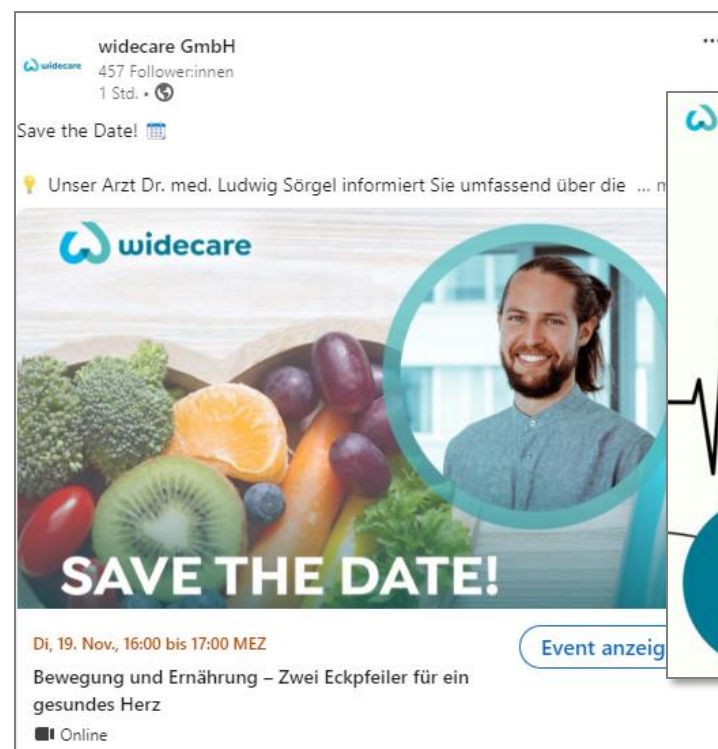 widecare GmbH
widecare
457 Follower:innen
1 Std. •
Save the Date!
Unser Arzt Dr. med. Ludwig Sörgel informiert Sie umfassend über die ...
widecare
SAVE THE DATE!
Di, 19. Nov., 16:00 bis 17:00 MEZ
Event anzeig
Bewegung und Ernährung – Zwei Eckpfeiler für ein
gesundes Herz
Online